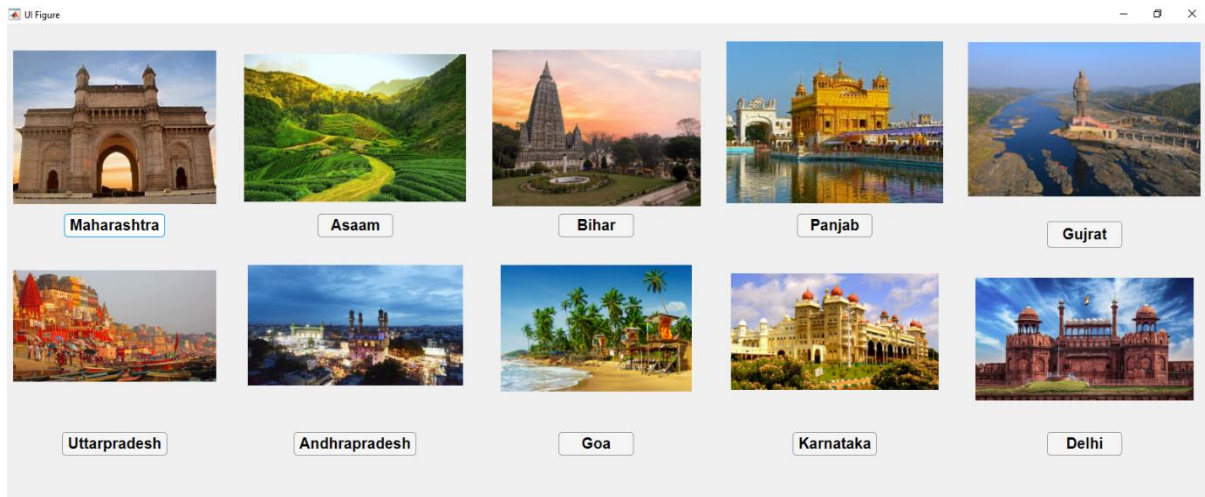 UI Figure
Maharashtra
Asaam
Bihar
Panjab
Gujrat
Uttarpradesh
Andhrapradesh
Goa
Karnataka
Delhi